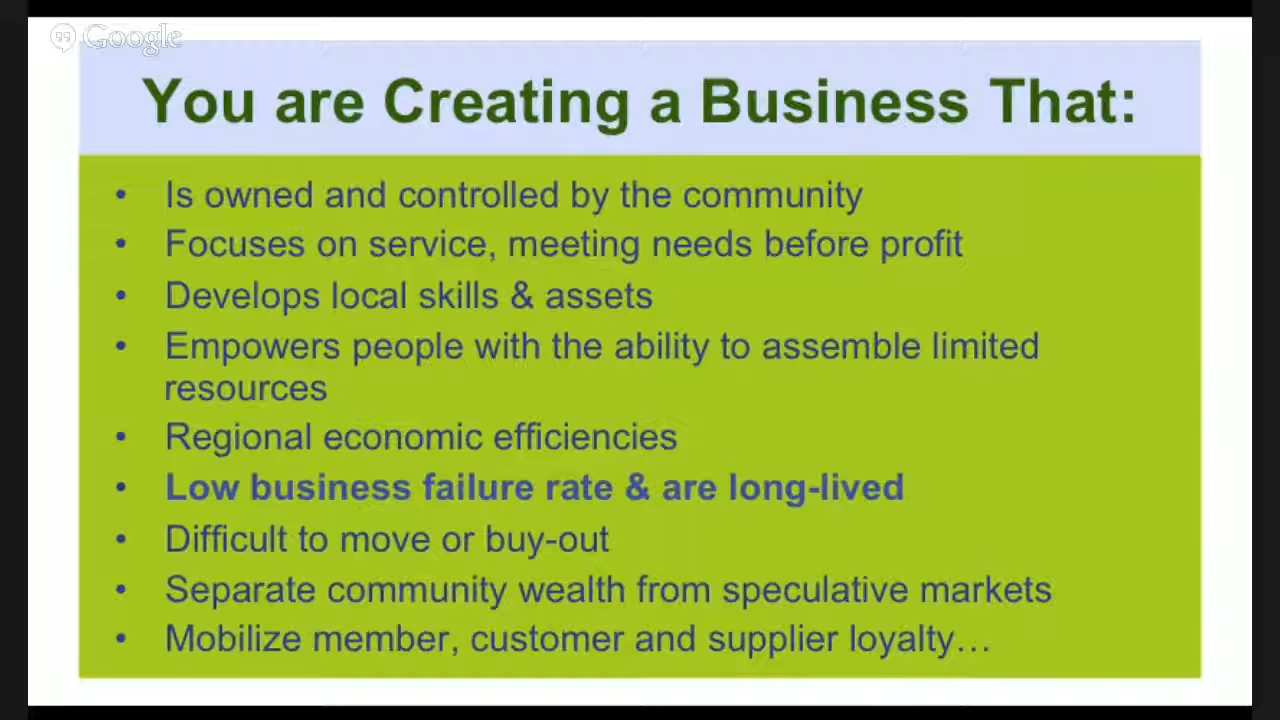 Google
You are Creating a Business That:
• Is owned and controlled by the community
• Focuses on service, meeting needs before profit
• Develops local skills & assets
• Empowers people with the ability to assemble limited
resources
• Regional economic efficiencies
• Low business failure rate & are long-lived
• Difficult to move or buy-out
• Separate community wealth from speculative markets
• Mobilize member, customer and supplier loyalty…